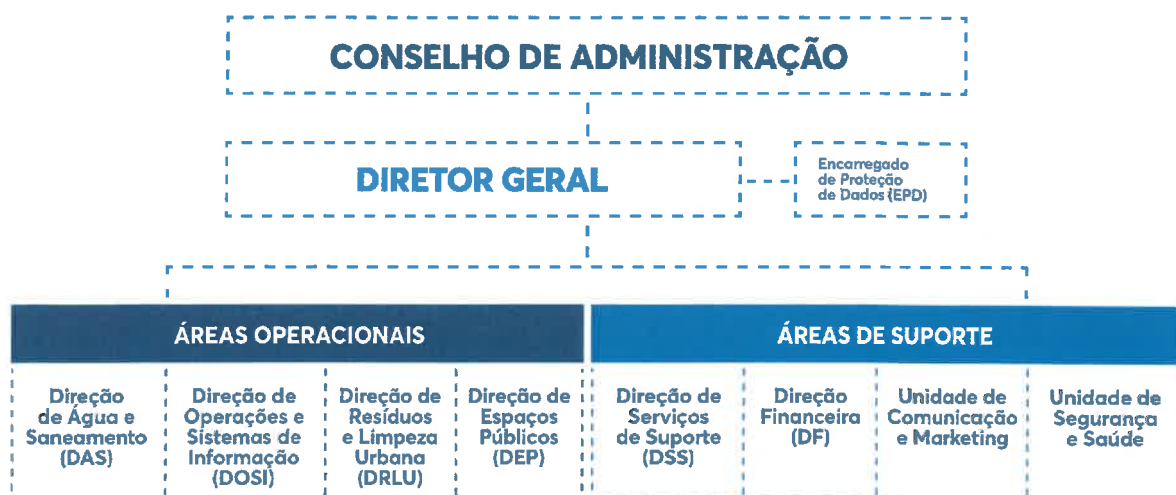 CONSELHO DE ADMINISTRAÇÃO
DIRETOR GERAL
Encarregado
de Proteção
de Dados (EPD)
ÁREAS OPERACIONAIS
ÁREAS DE SUPORTE
Direção
de Água e
Saneamento
(DAS)
Direção de
Operações e
Sistemas de
Informação
(DOSI)
Direção de
Resíduos
e Limpeza
Urbana
(DRLU)
Direção de
Espaços
Públicos
(DEP)
Direção de
Serviços
de Suporte
(DSS)
Direção
Financeira
(DF)
Unidade de
Comunicação
e Marketing
Unidade de
Segurança
e Saúde